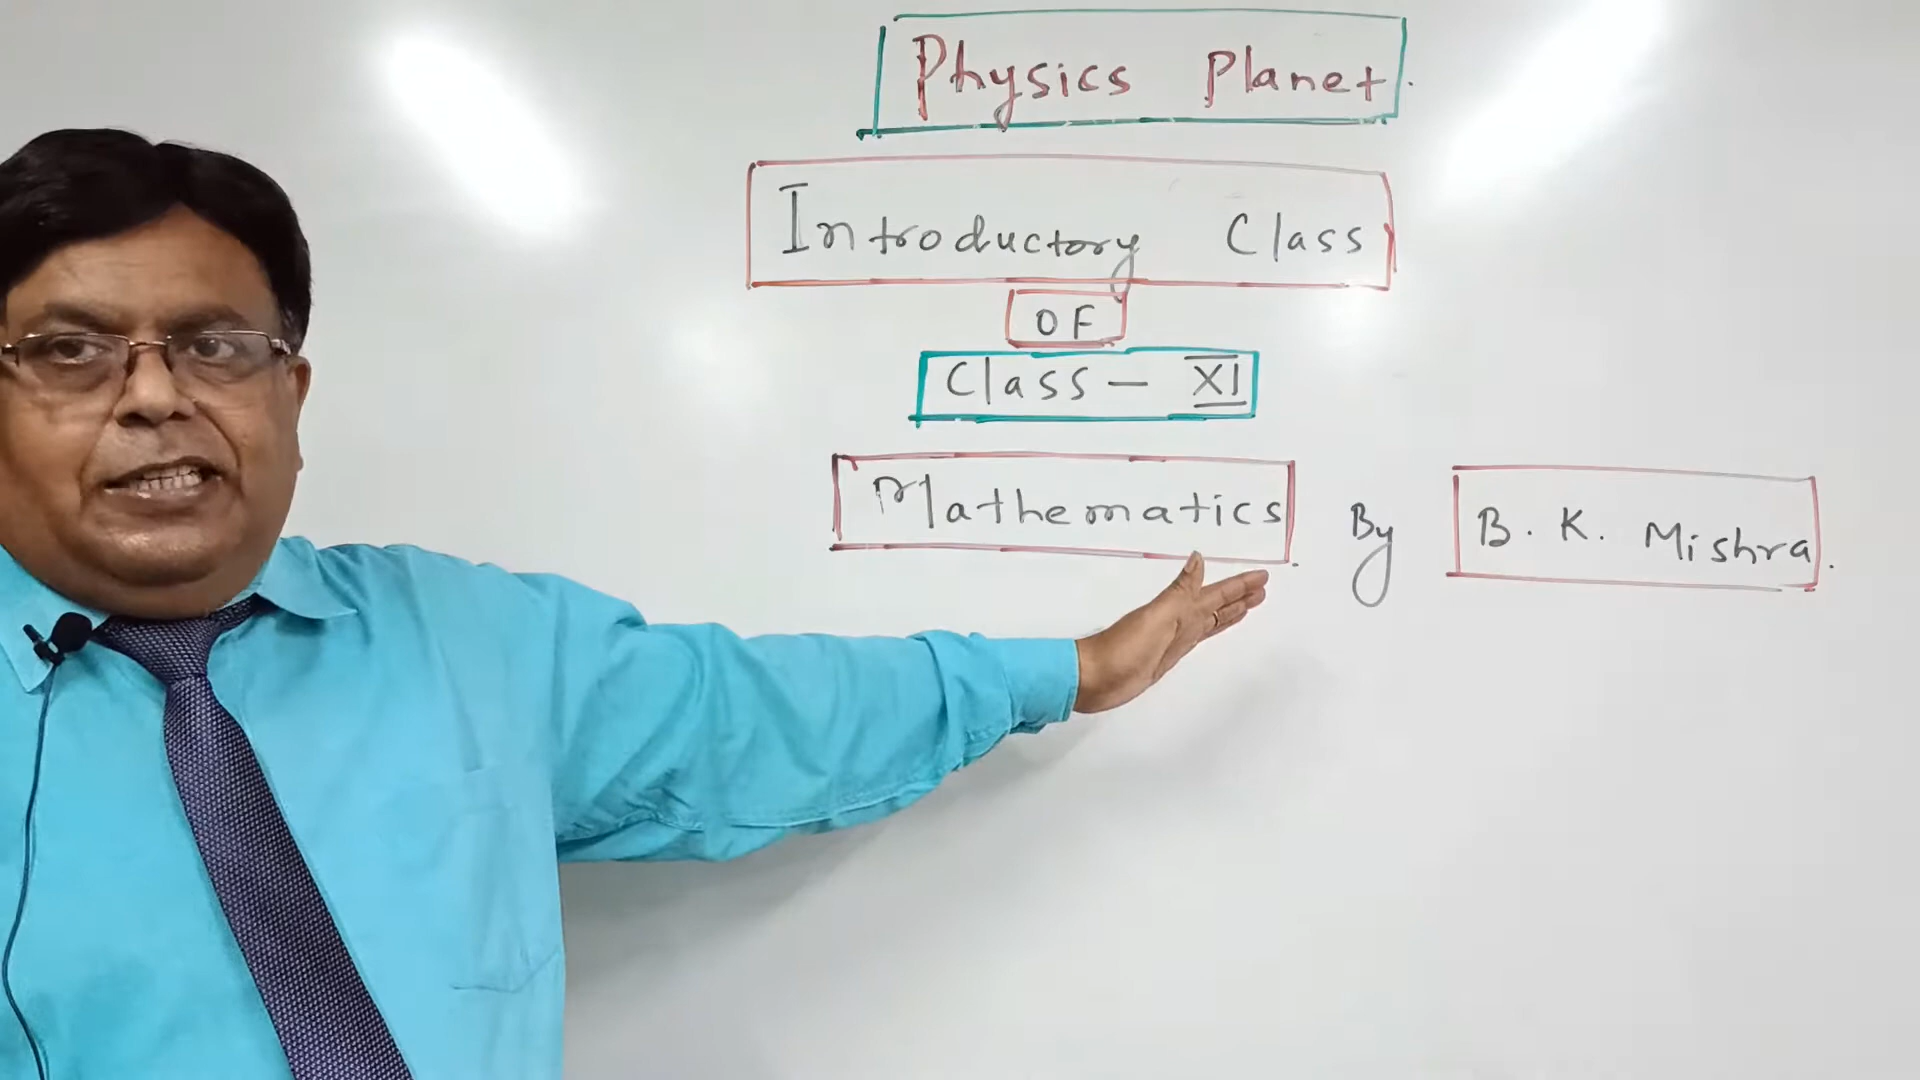 Physics Planet.
Introductory Class
OF
Class - XI
Mathematics. By B. K. Mishra.